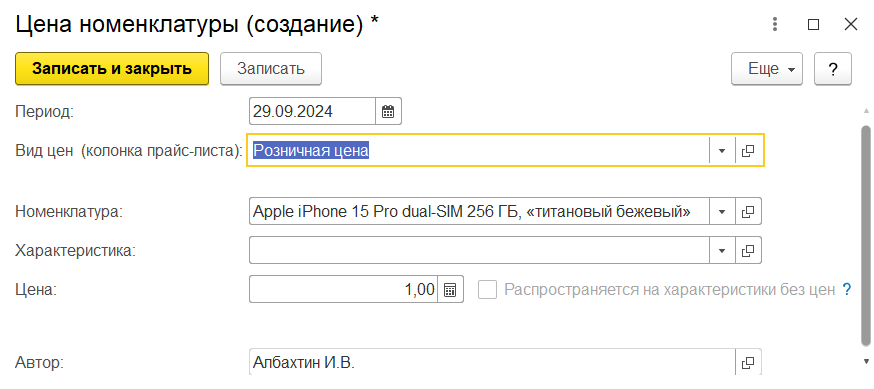 Цена номенклатуры (создание) *
Записать и закрыть Записать Еще ?
Период: 29.09.2024
Вид цен (колонка прайс-листа): Розничная цена
Номенклатура: Apple iPhone 15 Pro dual-SIM 256 ГБ, «титановый бежевый»
Характеристика:
Цена: 1,00 Распространяется на характеристики без цен ?
Автор: Албахтин И.В.